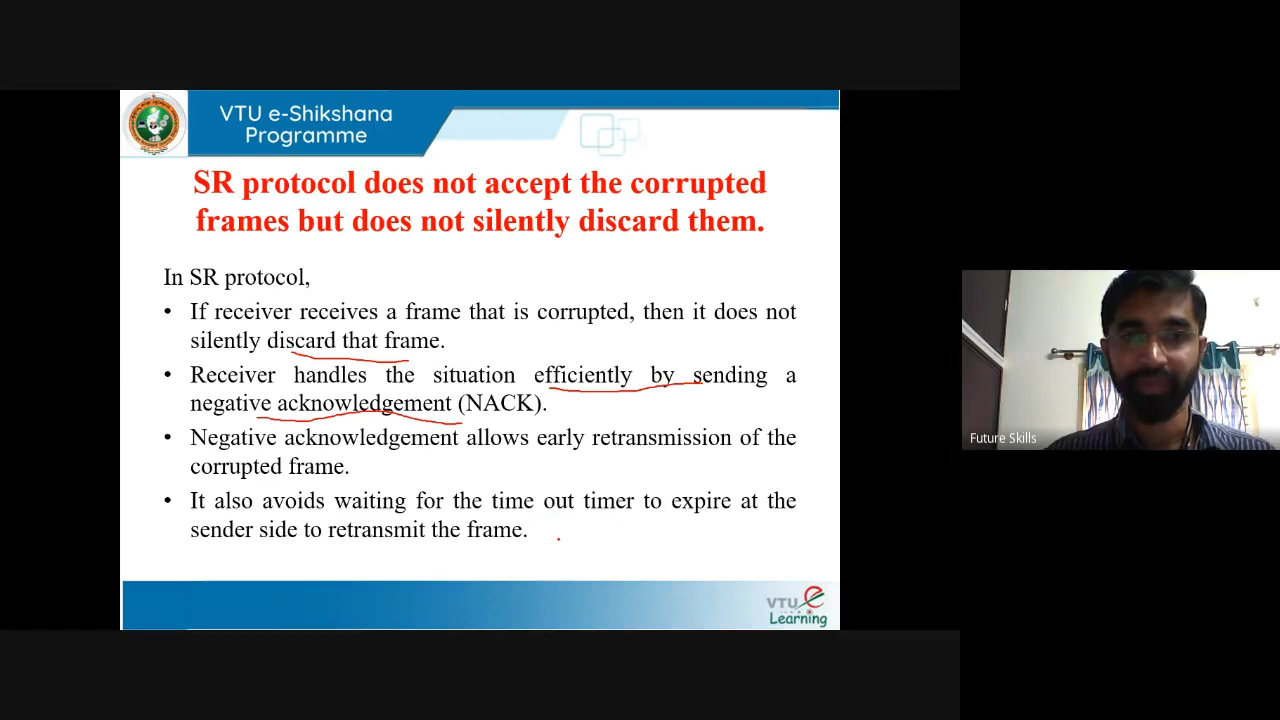 VTU e-Shikshana
Programme
SR protocol does not accept the corrupted
frames but does not silently discard them.
In SR protocol,
• If receiver receives a frame that is corrupted, then it does not
silently discard that frame.
• Receiver handles the situation efficiently by sending a
negative acknowledgement (NACK).
• Negative acknowledgement allows early retransmission of the
corrupted frame.
• It also avoids waiting for the time out timer to expire at the
sender side to retransmit the frame.
VTU e
Learning
Future Skills